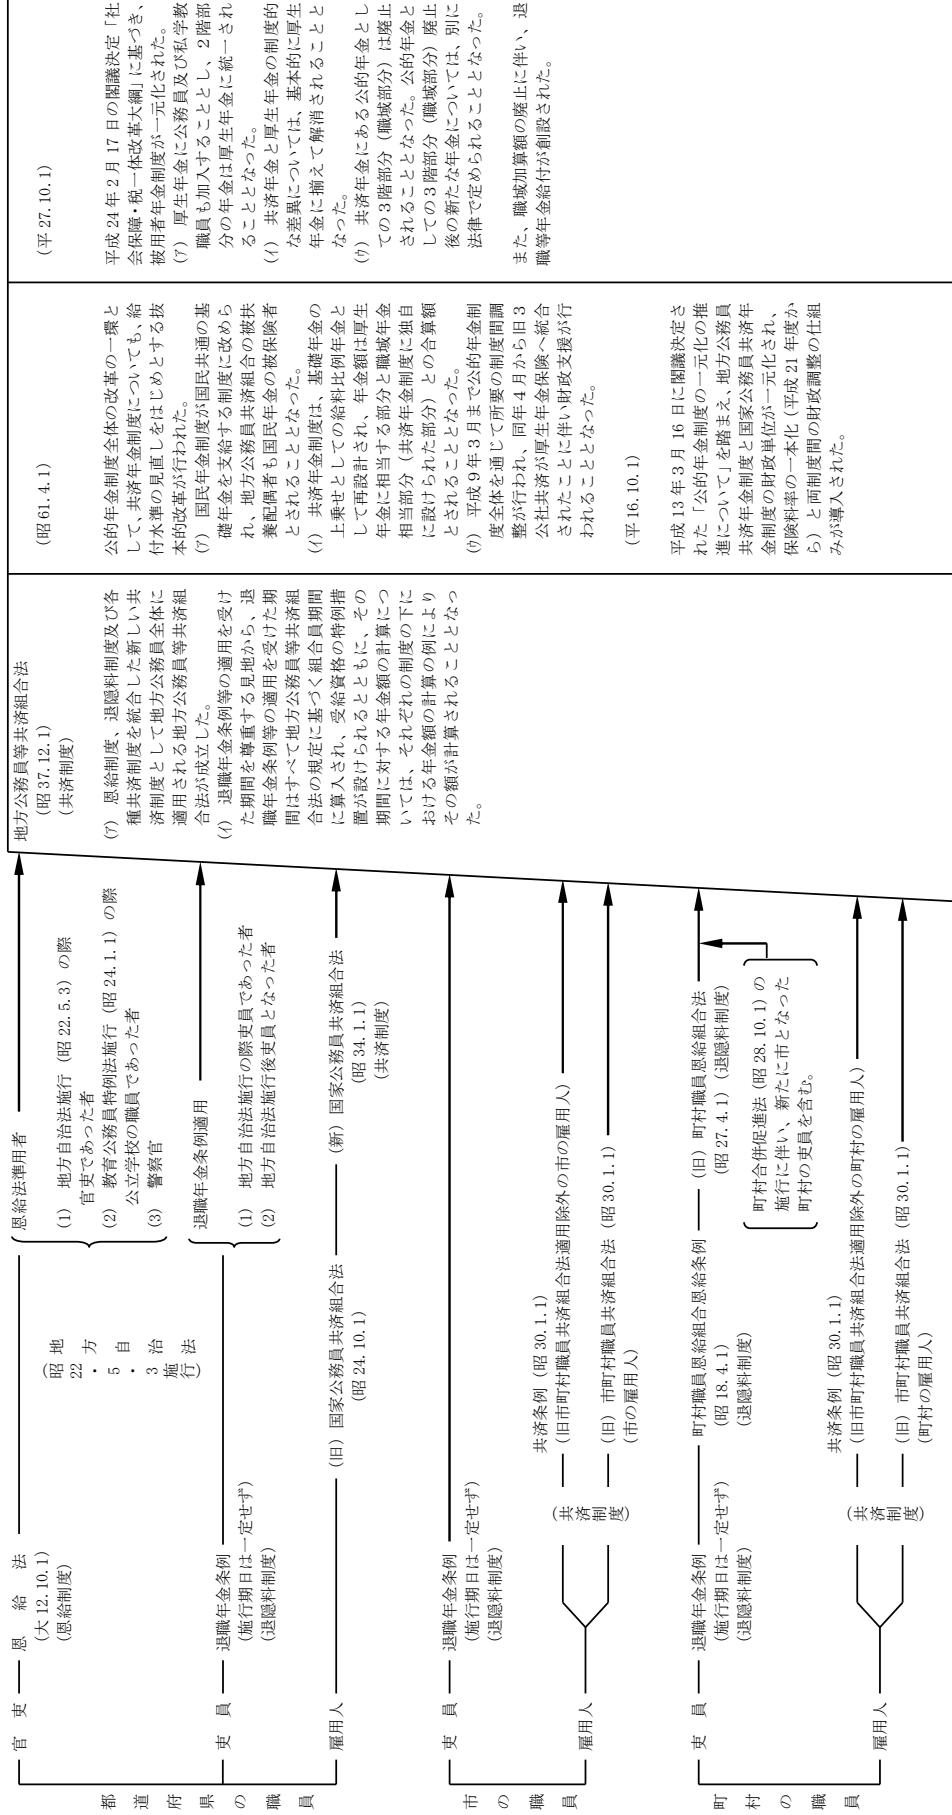 都道府県の職員
官吏
恩給法
(大 12.10.1)
(恩給制度)
(昭22・5・3
地方自治法
施行)
恩給法準用者
(1) 地方自治法施行(昭 22.5.3)の際
官吏であった者
(2) 教育公務員特例法施行(昭 24.1.1)の際
公立学校の職員であった者
(3) 警察官
吏員
退職年金条例
(施行期日は一定せず)
(退隠料制度)
退職年金条例適用
(1) 地方自治法施行の際吏員であった者
(2) 地方自治法施行後吏員となった者
雇用人
(旧)国家公務員共済組合法
(昭 24.10.1)
(新)国家公務員共済組合法
(昭 34.1.1)
(共済制度)
市の職員
吏員
退職年金条例
(施行期日は一定せず)
(退隠料制度)
雇用人
(共済制度)
共済条例(昭 30.1.1)
(旧市町村職員共済組合法適用除外の市の雇用人)
(旧)市町村職員共済組合法(昭 30.1.1)
(市の雇用人)
町村の職員
吏員
退職年金条例
(施行期日は一定せず)
(退隠料制度)
町村職員恩給組合恩給条例
(昭 18.4.1)
(退隠料制度)
(旧)町村職員恩給組合法
(昭 27.4.1)(退隠料制度)
町村合併促進法(昭 28.10.1)の
施行に伴い、新たに市となった
町村の吏員を含む。
雇用人
(共済制度)
共済条例(昭 30.1.1)
(旧市町村職員共済組合法適用除外の町村の雇用人)
(旧)市町村職員共済組合法(昭 30.1.1)
(町村の雇用人)
地方公務員等共済組合法
(昭 37.12.1)
(共済制度)
(ｱ) 恩給制度、退隠料制度及び各
種共済制度を統合した新しい共
済制度として地方公務員全体に
適用される地方公務員等共済組
合法が成立した。
(ｲ) 退職年金条例等の適用を受け
た期間を尊重する見地から、退
職年金条例等の適用を受けた期
間はすべて地方公務員等共済組
合法の規定に基づく組合員期間
に算入され、受給資格の特例措
置が設けられるとともに、その
期間に対する年金額の計算につ
いては、それぞれの制度の下に
おける年金額の計算の例により
その額が計算されることとなっ
た。
(昭 61.4.1)
公的年金制度全体の改革の一環と
して、共済年金制度についても、給
付水準の見直しをはじめとする抜
本的改革が行われた。
(ｱ) 国民年金制度が国民共通の基
礎年金を支給する制度に改めら
れ、地方公務員共済組合の被扶
養配偶者も国民年金の被保険者
とされることとなった。
(ｲ) 共済年金制度は、基礎年金の
上乗せとしての給料比例年金と
して再設計され、年金額は厚生
年金に相当する部分と職域年金
相当部分(共済年金制度に独自
に設けられた部分)との合算額
とされることとなった。
(ｳ) 平成９年３月まで公的年金制
度全体を通じて所要の制度間調
整が行われ、同年４月から旧３
公社共済が厚生年金保険へ統合
されたことに伴い財政支援が行
われることとなった。
(平 16.10.1)
平成 13 年３月 16 日に閣議決定さ
れた「公的年金制度の一元化の推
進について」を踏まえ、地方公務員
共済年金制度と国家公務員共済年
金制度の財政単位が一元化され、
保険料率の一本化(平成 21 年度か
ら)と両制度間の財政調整の仕組
みが導入された。
(平 27.10.1)
平成 24 年２月 17 日の閣議決定「社
会保障・税一体改革大綱」に基づき、
被用者年金制度が一元化された。
(ｱ) 厚生年金に公務員及び私学教
職員も加入することとし、２階部
分の年金は厚生年金に統一され
ることとなった。
(ｲ) 共済年金と厚生年金の制度的
な差異については、基本的に厚生
年金に揃えて解消されることと
なった。
(ｳ) 共済年金にある公的年金とし
ての３階部分(職域部分)は廃止
されることとなった。公的年金と
しての３階部分(職域部分)廃止
後の新たな年金については、別に
法律で定められることとなった。
また、職域加算額の廃止に伴い、退
職等年金給付が創設された。